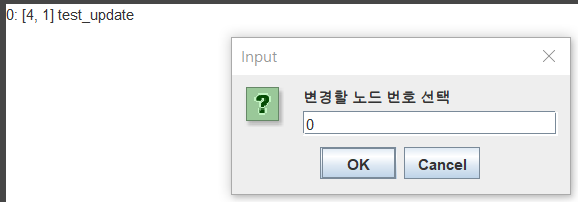 0: [4, 1] test_update
Input
?
변경할 노드 번호 선택
0
OK Cancel